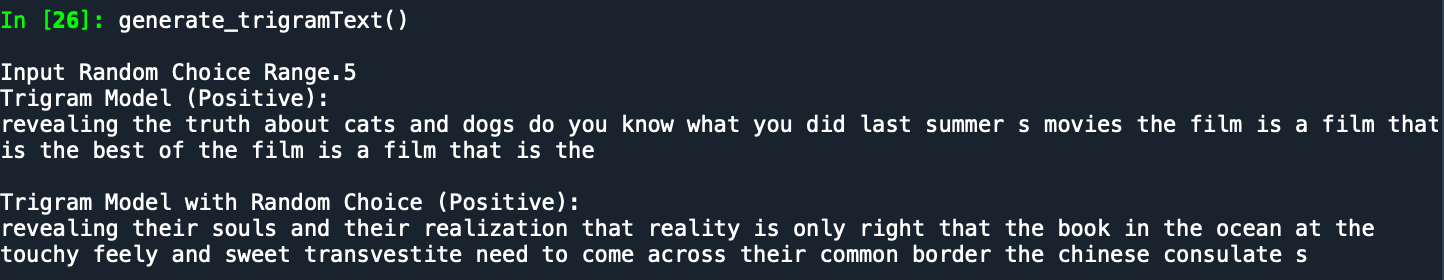 In [26]: generate_trigramText()
Input Random Choice Range.5
Trigram Model (Positive):
revealing the truth about cats and dogs do you know what you did last summer s movies the film is a film that
is the best of the film is a film that is the
Trigram Model with Random Choice (Positive):
revealing their souls and their realization that reality is only right that the book in the ocean at the
touchy feely and sweet transvestite need to come across their common border the chinese consulate s